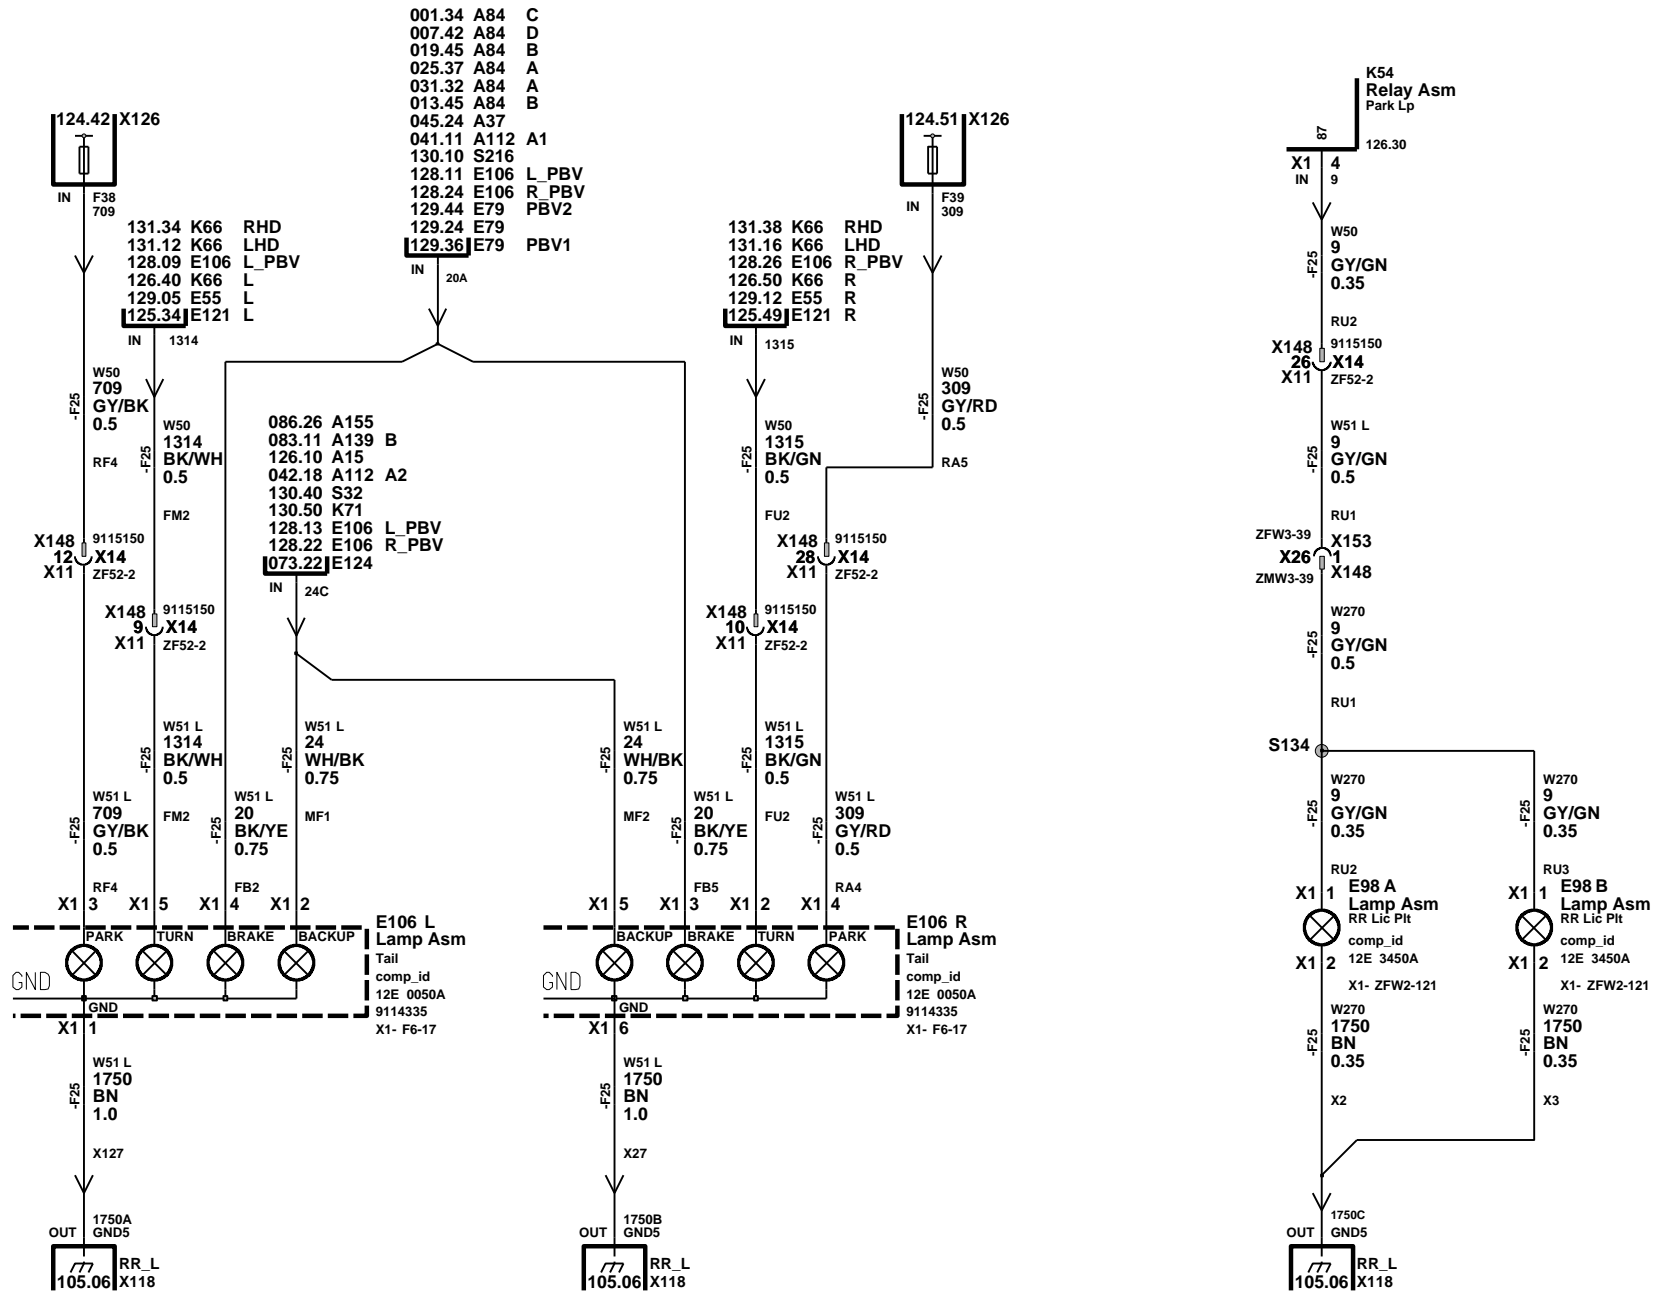 001.34 A84 C
007.42 A84 D
019.45 A84 B
025.37 A84 A
031.32 A84 A
013.45 A84 B
045.24 A37
041.11 A112 A1
130.10 S216
128.11 E106 L_PBV
128.24 E106 R_PBV
129.44 E79 PBV2
129.24 E79
129.36 E79 PBV1
IN
20A
124.42 X126
IN F38
709
131.34 K66 RHD
131.12 K66 LHD
128.09 E106 L_PBV
126.40 K66 L
129.05 E55 L
125.34 E121 L
IN 1314
124.51 X126
IN F39
309
131.38 K66 RHD
131.16 K66 LHD
128.26 E106 R_PBV
126.50 K66 R
129.12 E55 R
125.49 E121 R
IN 1315
W50
709
GY/BK
0.5
-F25
RF4
W50
1314
BK/WH
0.5
-F25
FM2
086.26 A155
083.11 A139 B
126.10 A15
042.18 A112 A2
130.40 S32
130.50 K71
128.13 E106 L_PBV
128.22 E106 R_PBV
073.22 E124
IN 24C
W50
1315
BK/GN
0.5
-F25
FU2
W50
309
GY/RD
0.5
-F25
RA5
X148 9115150
12 X14
X11 ZF52-2
X148 9115150
9 X14
X11 ZF52-2
X148 9115150
28 X14
X11 ZF52-2
X148 9115150
10 X14
X11 ZF52-2
W51 L
709
GY/BK
0.5
-F25
RF4
W51 L
1314
BK/WH
0.5
-F25
FM2
W51 L
20
BK/YE
0.75
-F25
FB2
W51 L
24
WH/BK
0.75
-F25
MF1
W51 L
24
WH/BK
0.75
-F25
MF2
W51 L
20
BK/YE
0.75
-F25
FB5
W51 L
1315
BK/GN
0.5
-F25
FU2
W51 L
309
GY/RD
0.5
-F25
RA4
X1 3 X1 5 X1 4 X1 2
PARK TURN BRAKE BACKUP
GND
GND
E106 L
Lamp Asm
Tail
comp_id
12E 0050A
9114335
X1- F6-17
X1 1
W51 L
1750
BN
1.0
-F25
X127
1750A
OUT GND5
RR_L
105.06 X118
X1 5 X1 3 X1 2 X1 4
BACKUP BRAKE TURN PARK
GND
GND
E106 R
Lamp Asm
Tail
comp_id
12E 0050A
9114335
X1- F6-17
X1 6
W51 L
1750
BN
1.0
-F25
X27
1750B
OUT GND5
RR_L
105.06 X118
K54
Relay Asm
Park Lp
87
126.30
X1 4
IN 9
W50
9
GY/GN
0.35
-F25
RU2
X148 9115150
26 X14
X11 ZF52-2
W51 L
9
GY/GN
0.5
-F25
RU1
ZFW3-39 X153
X26 1
ZMW3-39 X148
W270
9
GY/GN
0.5
-F25
RU1
S134
W270
9
GY/GN
0.35
-F25
RU2
W270
9
GY/GN
0.35
-F25
RU3
X1 1 E98 A
Lamp Asm
RR Lic Plt
comp_id
12E 3450A
X1 2
X1- ZFW2-121
X1 1 E98 B
Lamp Asm
RR Lic Plt
comp_id
12E 3450A
X1 2
X1- ZFW2-121
W270
1750
BN
0.35
-F25
X2
W270
1750
BN
0.35
-F25
X3
1750C
OUT GND5
RR_L
105.06 X118